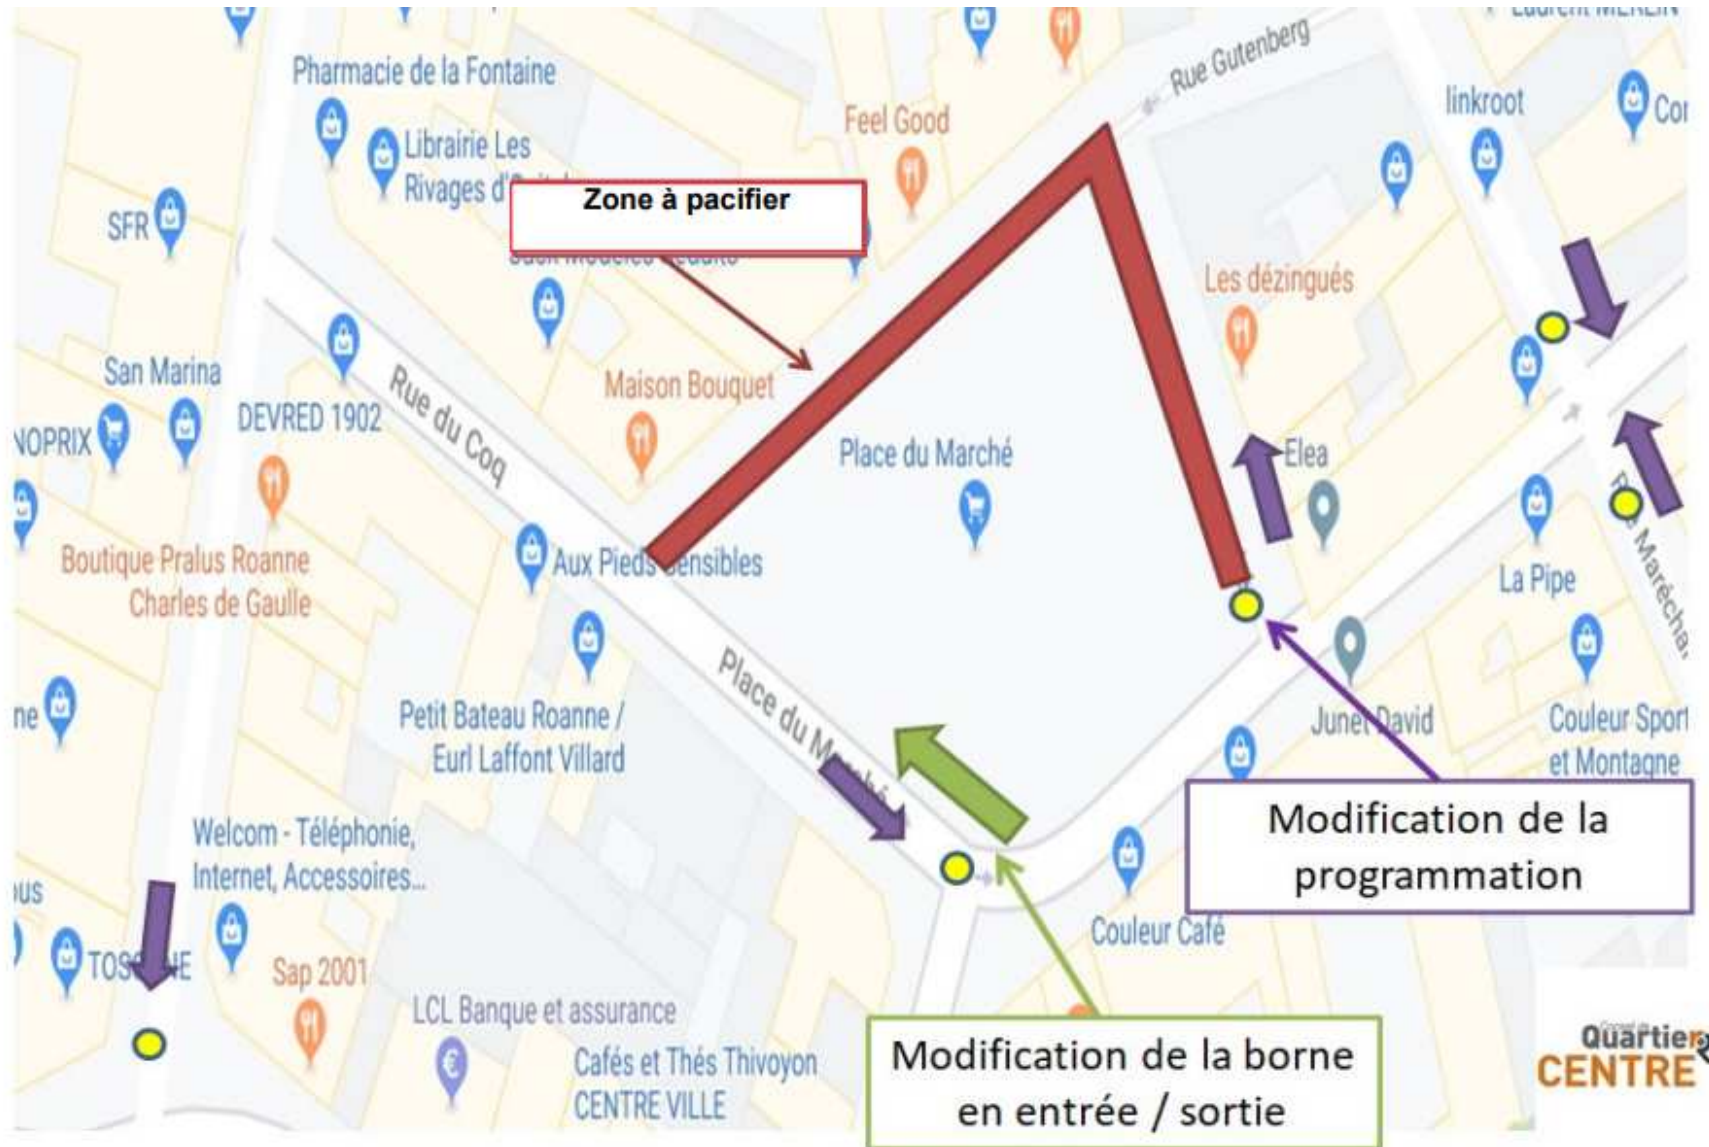 Laurent MERLIN
Rue Gutenberg
Pharmacie de la Fontaine
linkroot
Feel Good
Librairie Les
Rivages
Zone à pacifier
SFR
Les dézingués
San Marina
Maison Bouquet
Rue du Coq
DEVRED 1902
NOPRIX
Place du Marché
Elea
Boutique Pralus Roanne
Charles de Gaulle
Aux Pieds Sensibles
La Pipe
Maréchal
Place du Marché
Petit Bateau Roanne /
Eurl Laffont Villard
Junet David
Couleur Sport
et Montagne
Modification de la
programmation
Welcom - Téléphonie,
Internet, Accessoires...
Couleur Café
Sap 2001
LCL Banque et assurance
Cafés et Thés Thivoyon
CENTRE VILLE
Modification de la borne
en entrée / sortie
Quartier
CENTRE